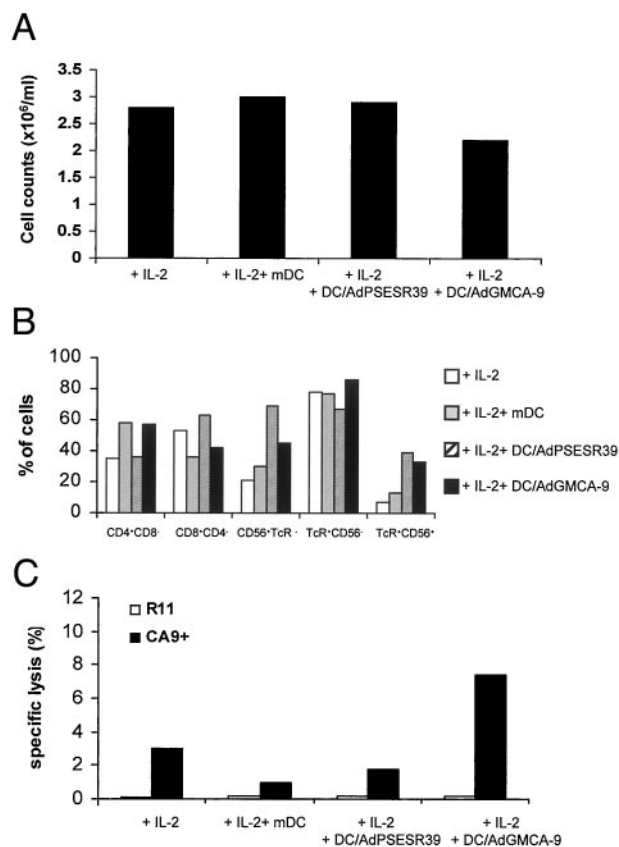 A
Cell counts (x10⁶/ml)
3.5
3
2.5
2
1.5
1
0.5
0
+ IL-2
+ IL-2+ mDC
+ IL-2
+ DC/AdPSESR39
+ IL-2
+ DC/AdGMCA-9
B
% of cells
100
80
60
40
20
0
CD4⁺CD8⁻
CD8⁺CD4⁻
CD56⁺TcR⁻
TcR⁺CD56⁻
TcR⁺CD56⁺
+ IL-2
+ IL-2+ mDC
+ IL-2+ DC/AdPSESR39
+ IL-2+ DC/AdGMCA-9
C
specific lysis (%)
12
10
8
6
4
2
0
R11
CA9+
+ IL-2
+ IL-2+ mDC
+ IL-2
+ DC/AdPSESR39
+ IL-2
+ DC/AdGMCA-9